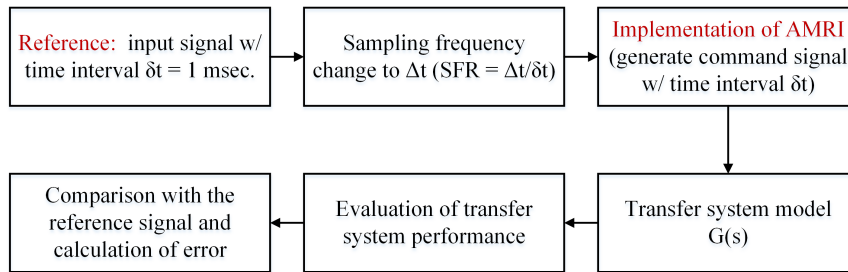 Reference: input signal w/
time interval δt = 1 msec.
Sampling frequency
change to Δt (SFR = Δt/δt)
Implementation of AMRI
(generate command signal
w/ time interval δt)
Transfer system model
G(s)
Evaluation of transfer
system performance
Comparison with the
reference signal and
calculation of error